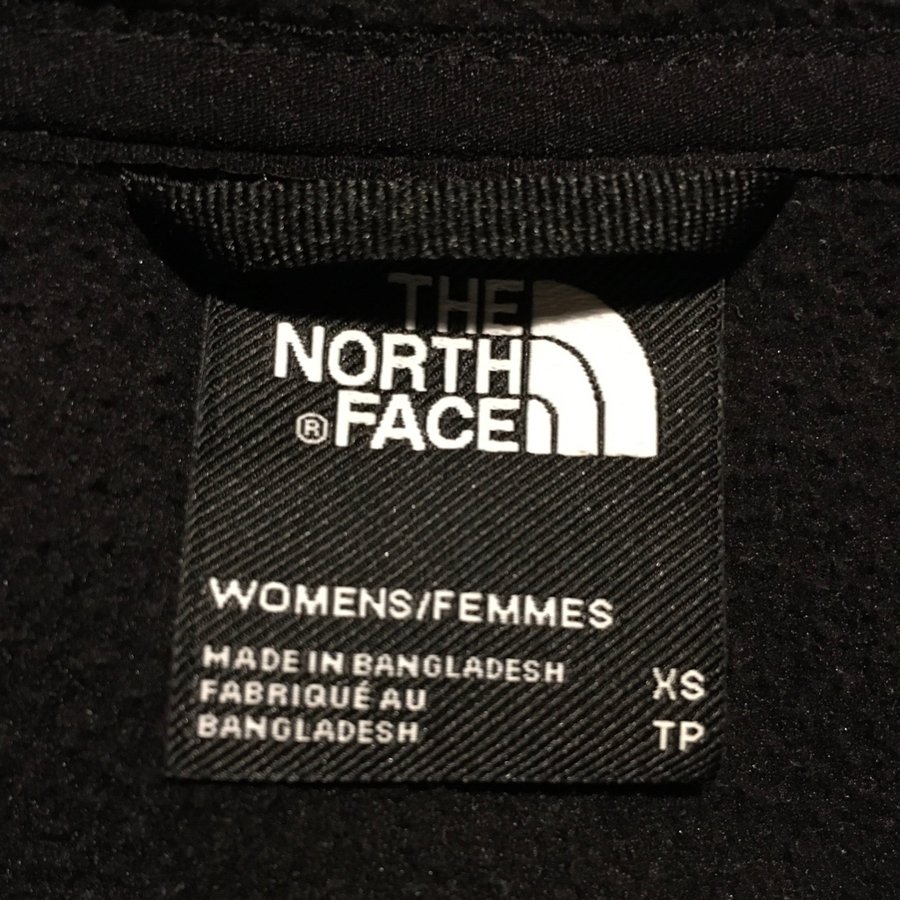 THE
NORTH
® FACE
WOMENS/FEMMES
MADE IN BANGLADESH
FABRIQUÉ AU
BANGLADESH
XS
TP